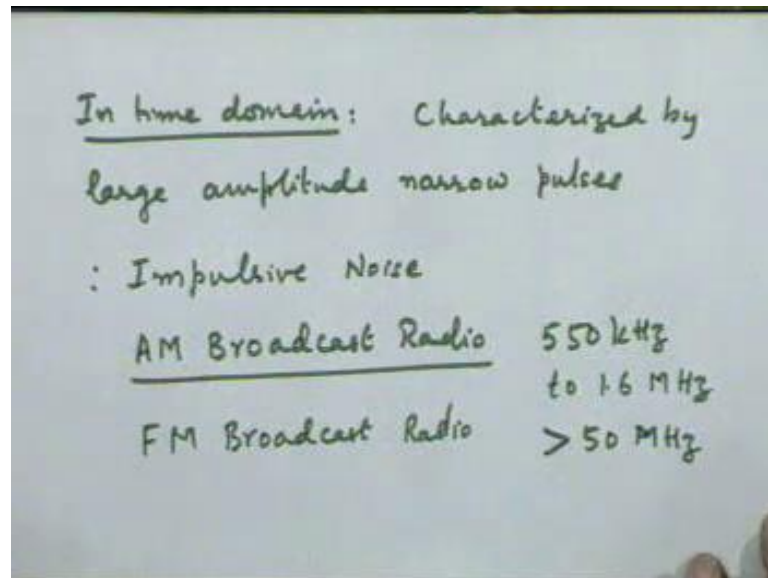 In time domain: Characterized by
large amplitude narrow pulses
: Impulsive Noise
AM Broadcast Radio 550 kHz
to 1.6 MHz
FM Broadcast Radio > 50 MHz